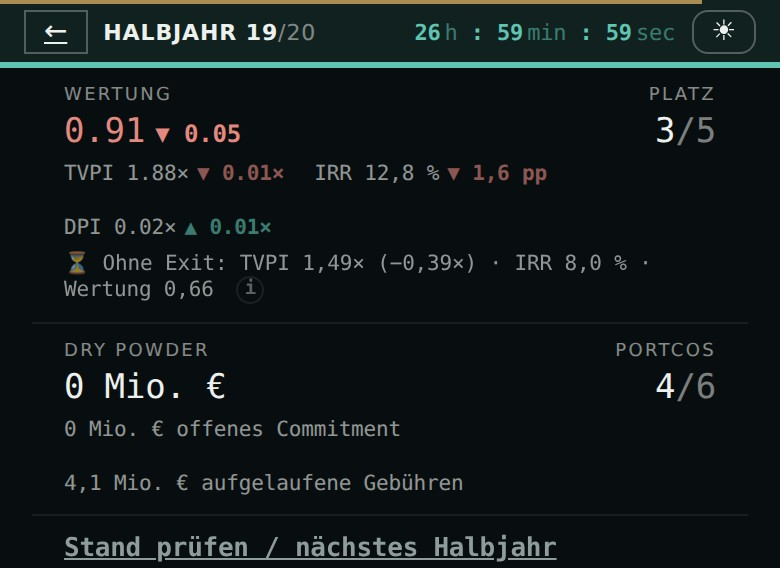 ← HALBJAHR 19/20 26h : 59min : 59sec
WERTUNG PLATZ
0.91 ▼ 0.05 3/5
TVPI 1.88× ▼ 0.01× IRR 12,8 % ▼ 1,6 pp
DPI 0.02× ▲ 0.01×
⏳ Ohne Exit: TVPI 1,49× (−0,39×) · IRR 8,0 % ·
Wertung 0,66 i
DRY POWDER PORTCOS
0 Mio. € 4/6
0 Mio. € offenes Commitment
4,1 Mio. € aufgelaufene Gebühren
Stand prüfen / nächstes Halbjahr